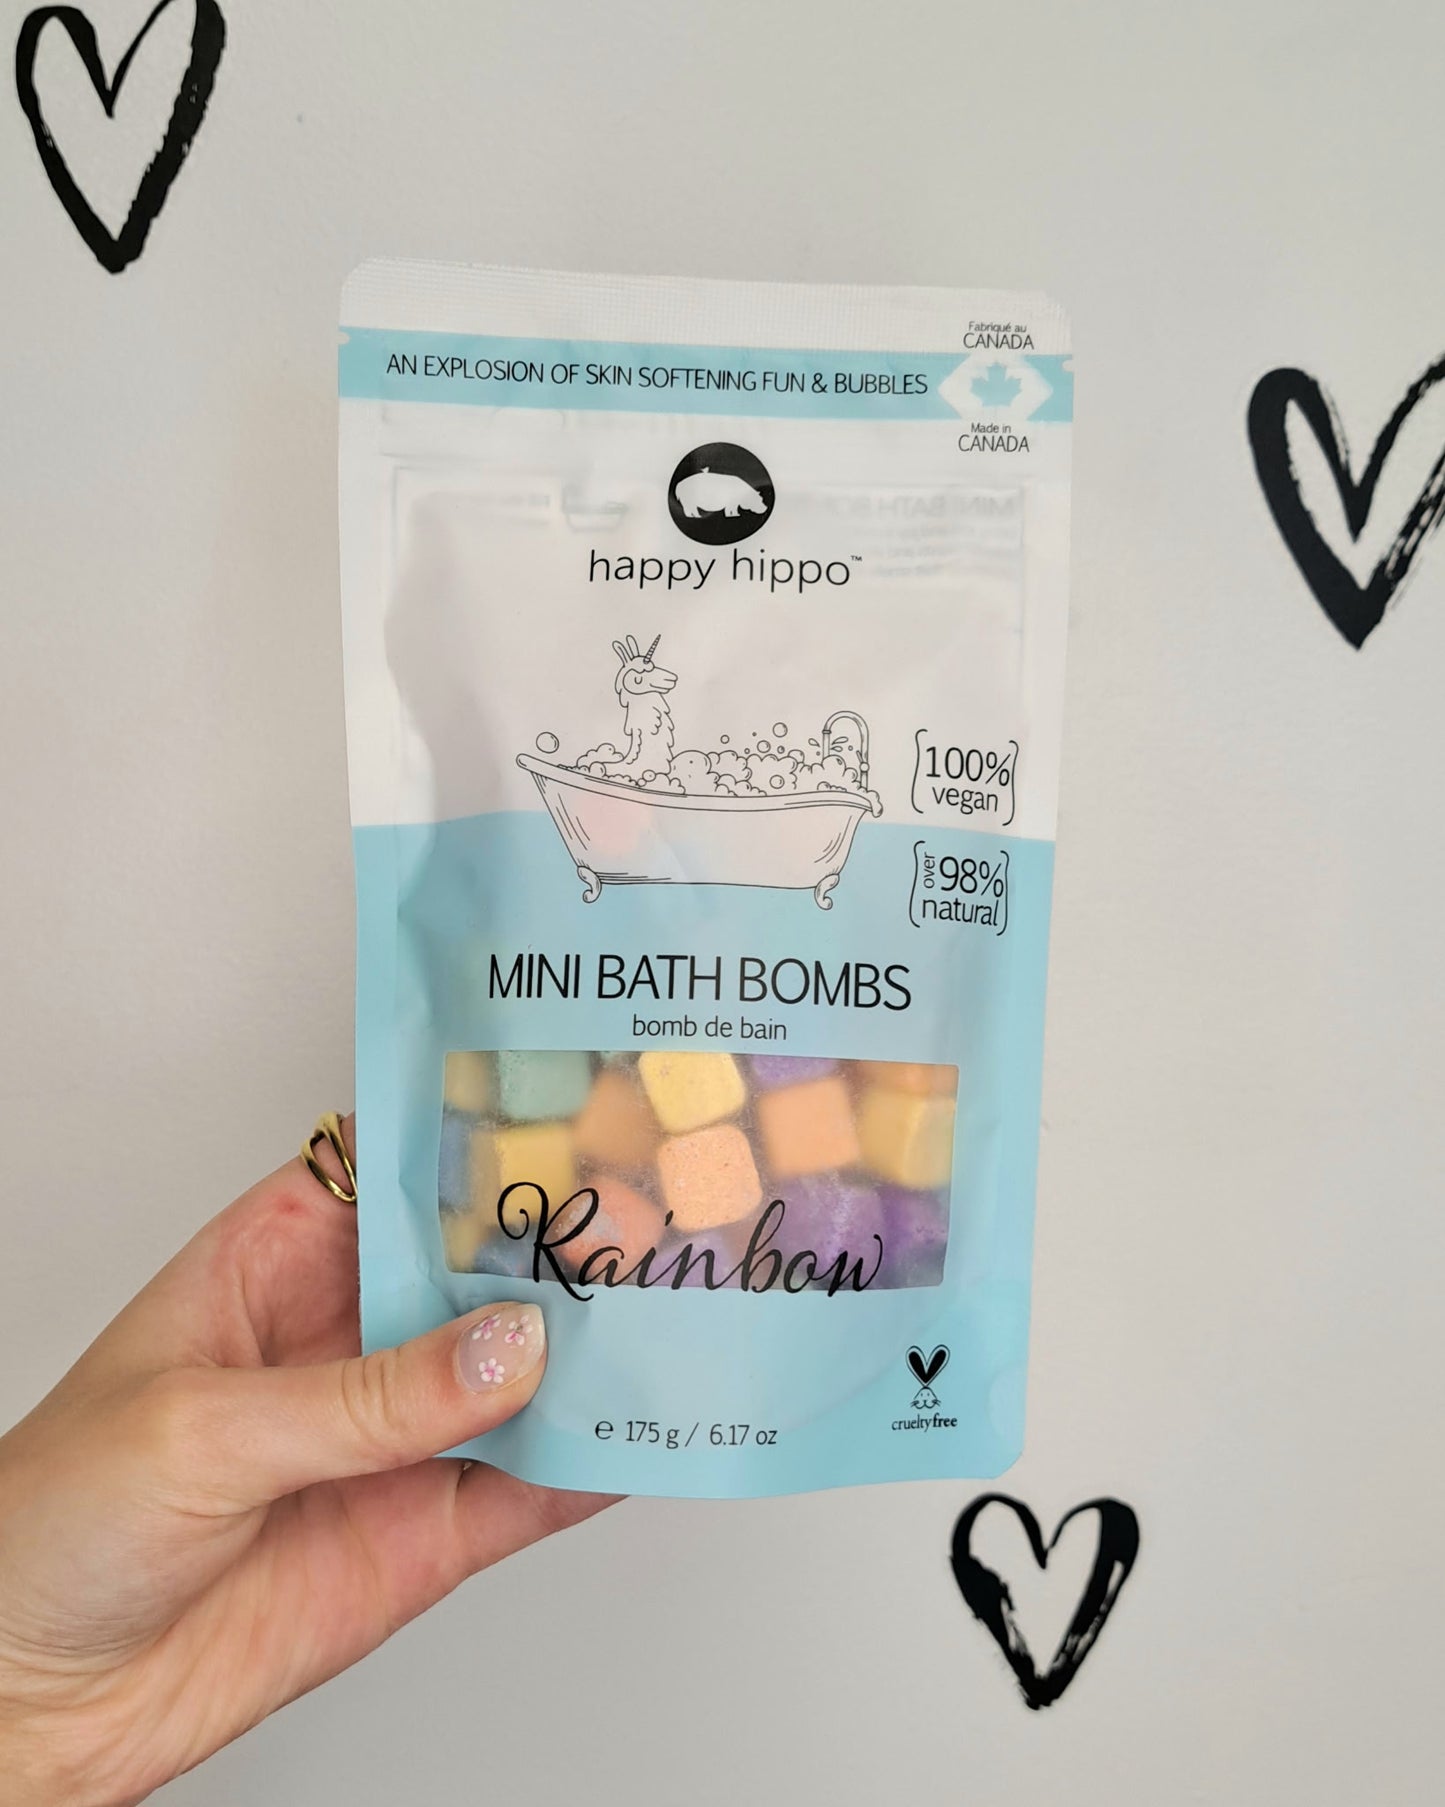 Fabriqué au
CANADA
AN EXPLOSION OF SKIN SOFTENING FUN & BUBBLES
Made in
CANADA
happy hippo™
100%
vegan
over 98%
natural
MINI BATH BOMBS
bomb de bain
Rainbow
e 175 g / 6.17 oz
crueltyfree